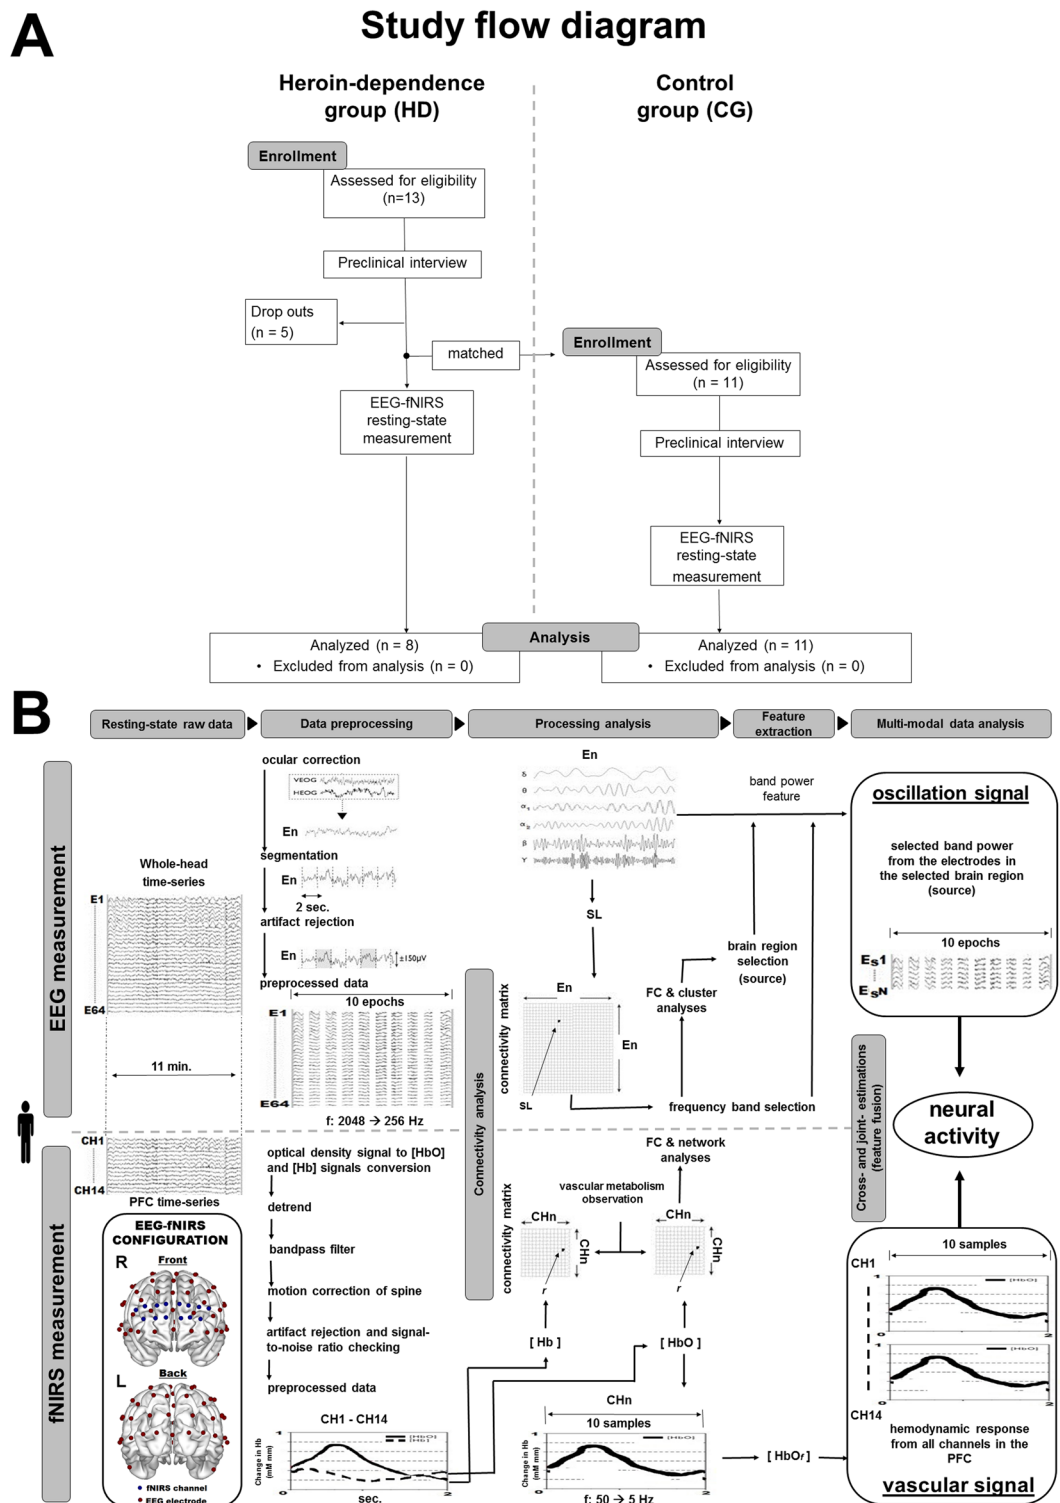 A
Study flow diagram
Heroin-dependence
group (HD)
Control
group (CG)
Enrollment
Assessed for eligibility
(n=13)
Preclinical interview
Drop outs
(n = 5)
matched
Enrollment
Assessed for eligibility
(n = 11)
EEG-fNIRS
resting-state
measurement
Preclinical interview
EEG-fNIRS
resting-state
measurement
Analysis
Analyzed (n = 8)
• Excluded from analysis (n = 0)
Analyzed (n = 11)
• Excluded from analysis (n = 0)
B
Resting-state raw data
Data preprocessing
Processing analysis
Feature
extraction
Multi-modal data analysis
EEG measurement
Whole-head
time-series
E1
E64
11 min.
ocular correction
VEOG
HEOG
En
segmentation
En
2 sec.
artifact rejection
En
±150μV
preprocessed data
10 epochs
E1
E64
f: 2048 → 256 Hz
En
δ
θ
α1
α2
β
γ
SL
connectivity matrix
En
En
SL
Connectivity analysis
FC & cluster
analyses
frequency band selection
band power
feature
brain region
selection
(source)
oscillation signal
selected band power
from the electrodes in
the selected brain region
(source)
10 epochs
Es1
EsN
Cross- and joint- estimations
(feature fusion)
neural
activity
fNIRS measurement
CH1
CH14
PFC time-series
EEG-fNIRS
CONFIGURATION
R
Front
L
Back
fNIRS channel
EEG electrode
optical density signal to [HbO]
and [Hb] signals conversion
detrend
bandpass filter
motion correction of spine
artifact rejection and signal-
to-noise ratio checking
preprocessed data
CH1 - CH14
Change in Hb
(mM mm)
[HbO]
[Hb]
0
2
sec.
FC & network
analyses
vascular metabolism
observation
connectivity matrix
CHn
CHn
r
CHn
CHn
r
[ Hb ]
[ HbO ]
CHn
10 samples
Change in Hb
(mM mm)
[HbO]
0
2
f: 50 → 5 Hz
[ HbOr ]
10 samples
CH1
[HbO]
0
2
[HbO]
0
2
CH14
hemodynamic response
from all channels in the
PFC
vascular signal